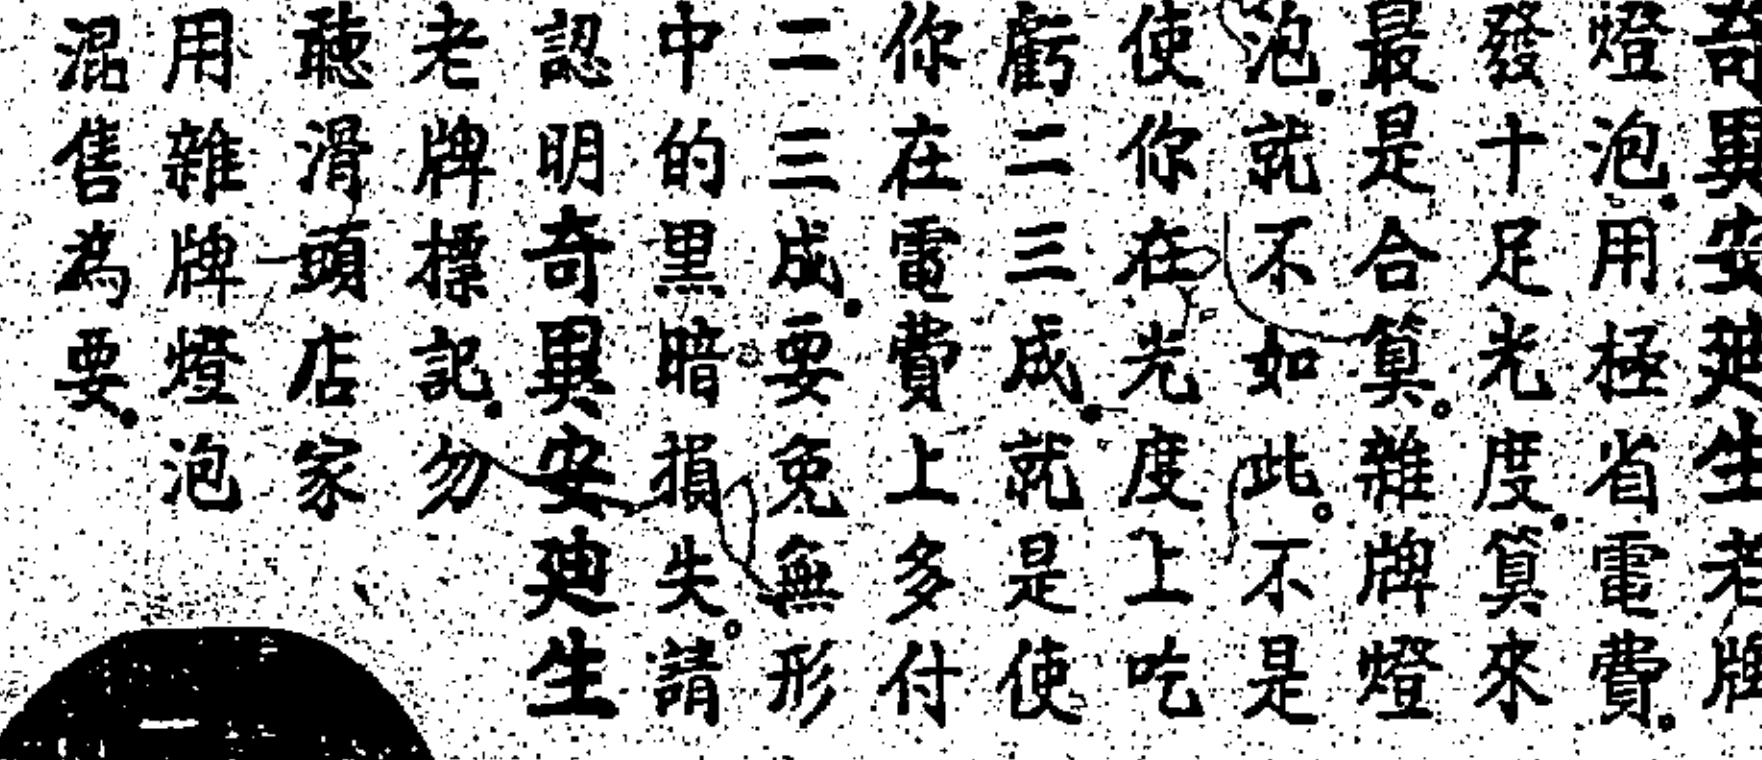 奇異安廸生老牌
燈泡.用極省電費.
發十足光度.算來
最是合算。雜牌燈
泡.就不如此。不是
使你在光度上吃
虧二三成.就是使
你在電費上多付
二三成.要免無形
中的黑暗損失。請
認明奇異安廸生
老牌標記.勿
聽滑頭店家
用雜牌燈泡
混售為要.